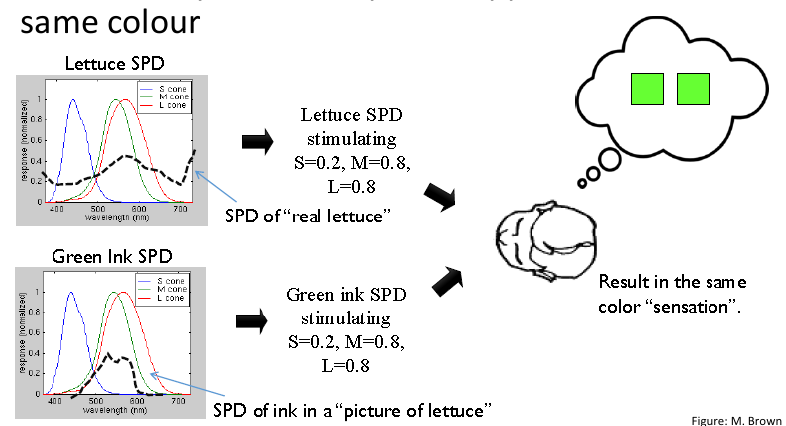 same colour
Lettuce SPD
S cone
M cone
L cone
response (normalized)
1
0.8
0.6
0.4
0.2
0
400 500 600 700
wavelength (nm)
Lettuce SPD
stimulating
S=0.2, M=0.8,
L=0.8
SPD of “real lettuce”
Green Ink SPD
S cone
M cone
L cone
response (normalized)
1
0.8
0.6
0.4
0.2
0
400 500 600 700
wavelength (nm)
Green ink SPD
stimulating
S=0.2, M=0.8,
L=0.8
SPD of ink in a “picture of lettuce”
Result in the same
color “sensation”.
Figure: M. Brown